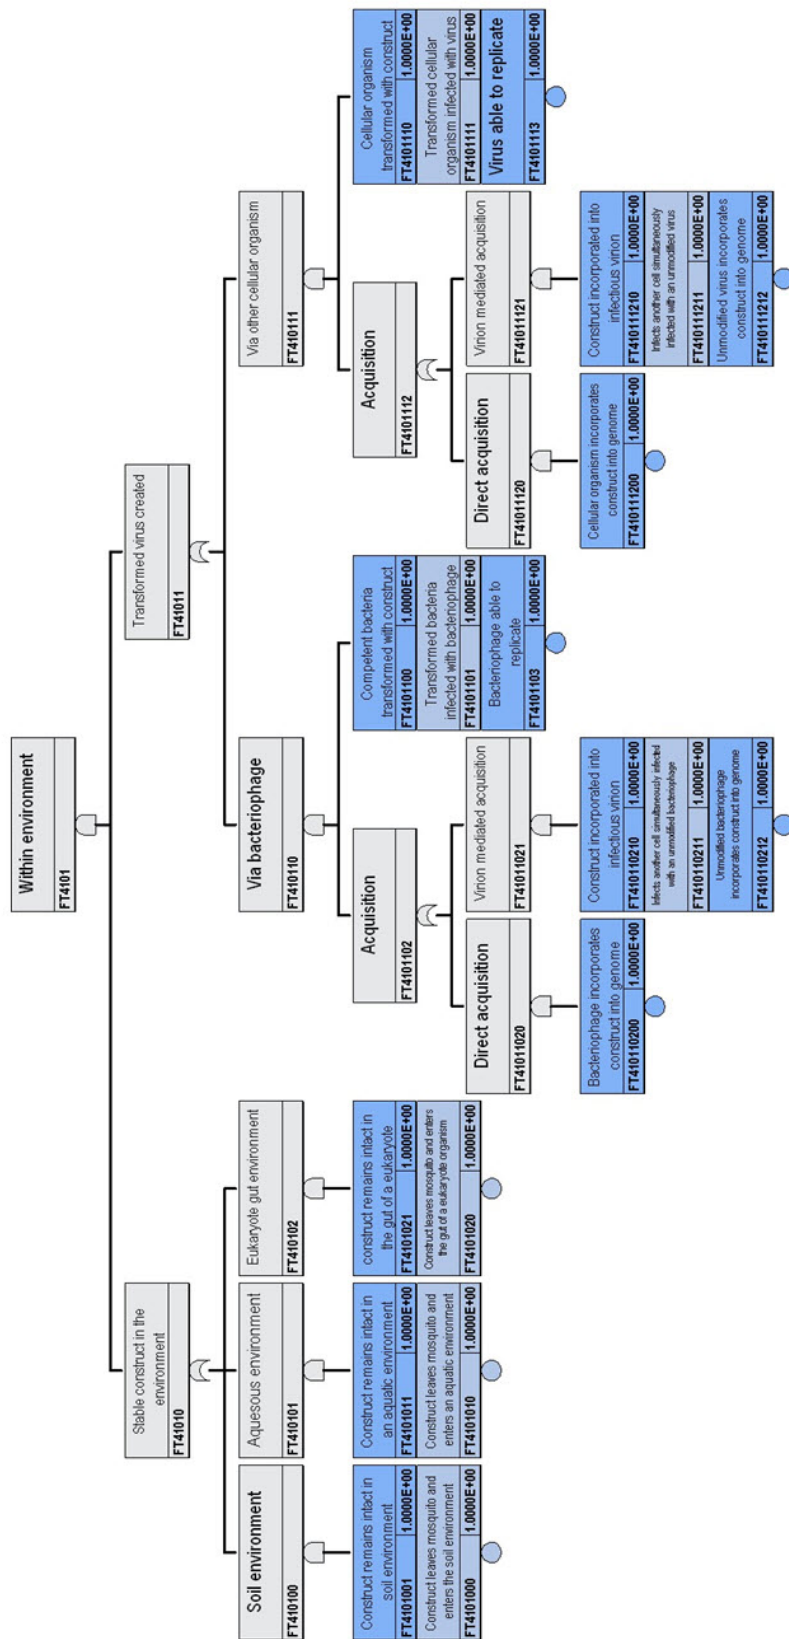 Within environment
FT4101
Stable construct in the
environment
FT41010
Transformed virus created
FT41011
Soil environment
FT410100
Aquesous environment
FT410101
Eukaryote gut environment
FT410102
Via bacteriophage
FT410110
Via other cellular organism
FT410111
Construct remains intact in
soil environment
FT4101001 1.0000E+00
Construct leaves mosquito and
enters the soil environment
FT4101000 1.0000E+00
Construct remains intact in
an aquatic environment
FT4101011 1.0000E+00
Construct leaves mosquito and
enters an aquatic environment
FT4101010 1.0000E+00
construct remains intact in
the gut of a eukaryote
FT4101021 1.0000E+00
Construct leaves mosquito and enters
the gut of a eukaryote organism
FT4101020 1.0000E+00
Acquisition
FT4101102
Competent bacteria
transformed with construct
FT4101100 1.0000E+00
Transformed bacteria
infected with bacteriophage
FT4101101 1.0000E+00
Bacteriophage able to
replicate
FT4101103 1.0000E+00
Acquisition
FT4101112
Cellular organism
transformed with construct
FT4101110 1.0000E+00
Transformed cellular
organism infected with virus
FT4101111 1.0000E+00
Virus able to replicate
FT4101113 1.0000E+00
Direct acquisition
FT41011020
Virion mediated acquisition
FT41011021
Direct acquisition
FT41011120
Virion mediated acquisition
FT41011121
Bacteriophage incorporates
construct into genome
FT410110200 1.0000E+00
Construct incorporated into
infectious virion
FT410110210 1.0000E+00
Infects another cell simultaneously infected
with an unmodified bacteriophage
FT410110211 1.0000E+00
Unmodified bacteriophage
incorporates construct into genome
FT410110212 1.0000E+00
Cellular organism incorporates
construct into genome
FT410111200 1.0000E+00
Construct incorporated into
infectious virion
FT410111210 1.0000E+00
Infects another cell simultaneously
infected with an unmodified virus
FT410111211 1.0000E+00
Unmodified virus incorporates
construct into genome
FT410111212 1.0000E+00